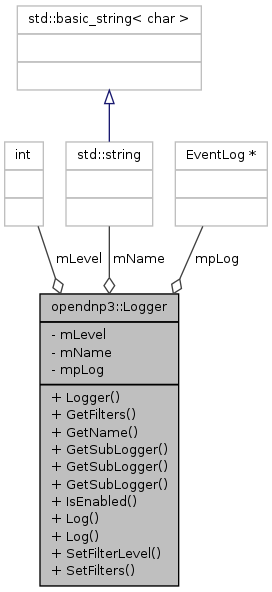 std::basic_string< char >
int
std::string
EventLog *
mLevel
mName
mpLog
opendnp3::Logger
- mLevel
- mName
- mpLog
+ Logger()
+ GetFilters()
+ GetName()
+ GetSubLogger()
+ GetSubLogger()
+ GetSubLogger()
+ IsEnabled()
+ Log()
+ Log()
+ SetFilterLevel()
+ SetFilters()